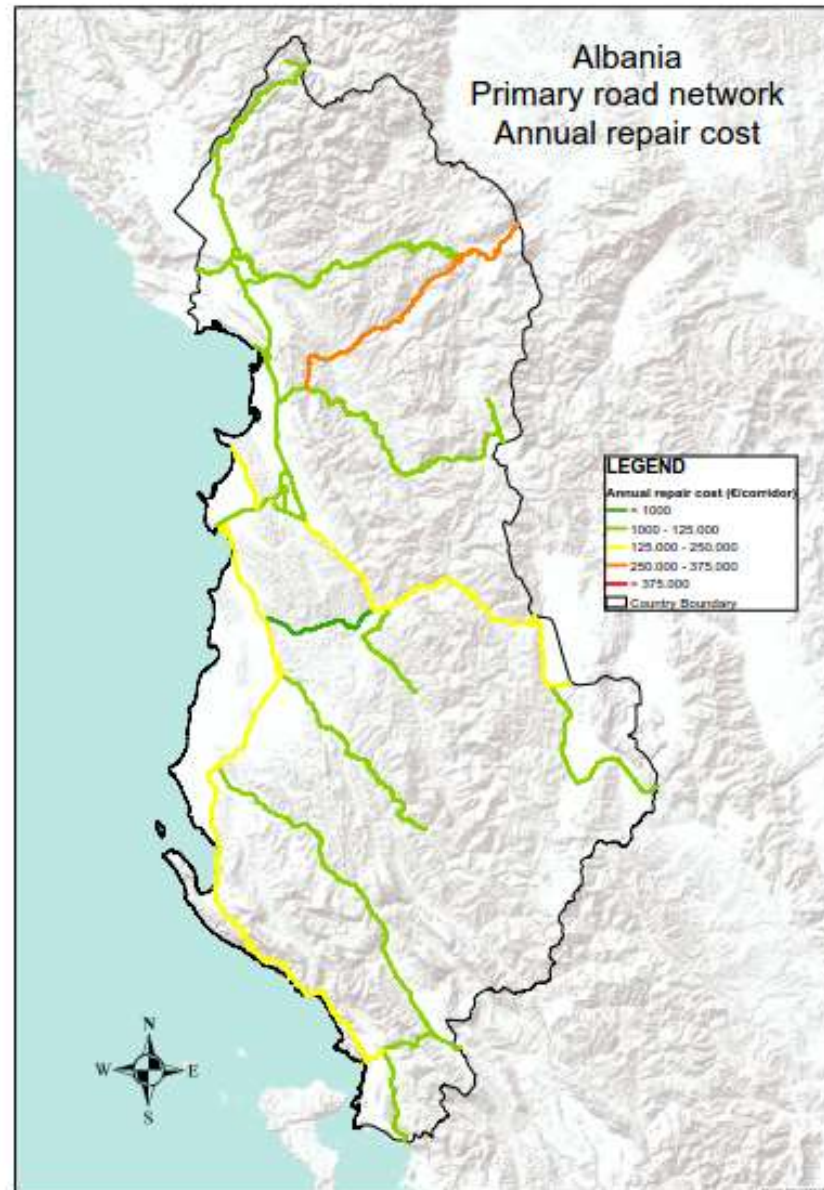 Albania
Primary road network
Annual repair cost
LEGEND
Annual repair cost (€/corridor)
< 1000
1000 - 125.000
125.000 - 250.000
250.000 - 375.000
> 375.000
Country Boundary
N
W E
S